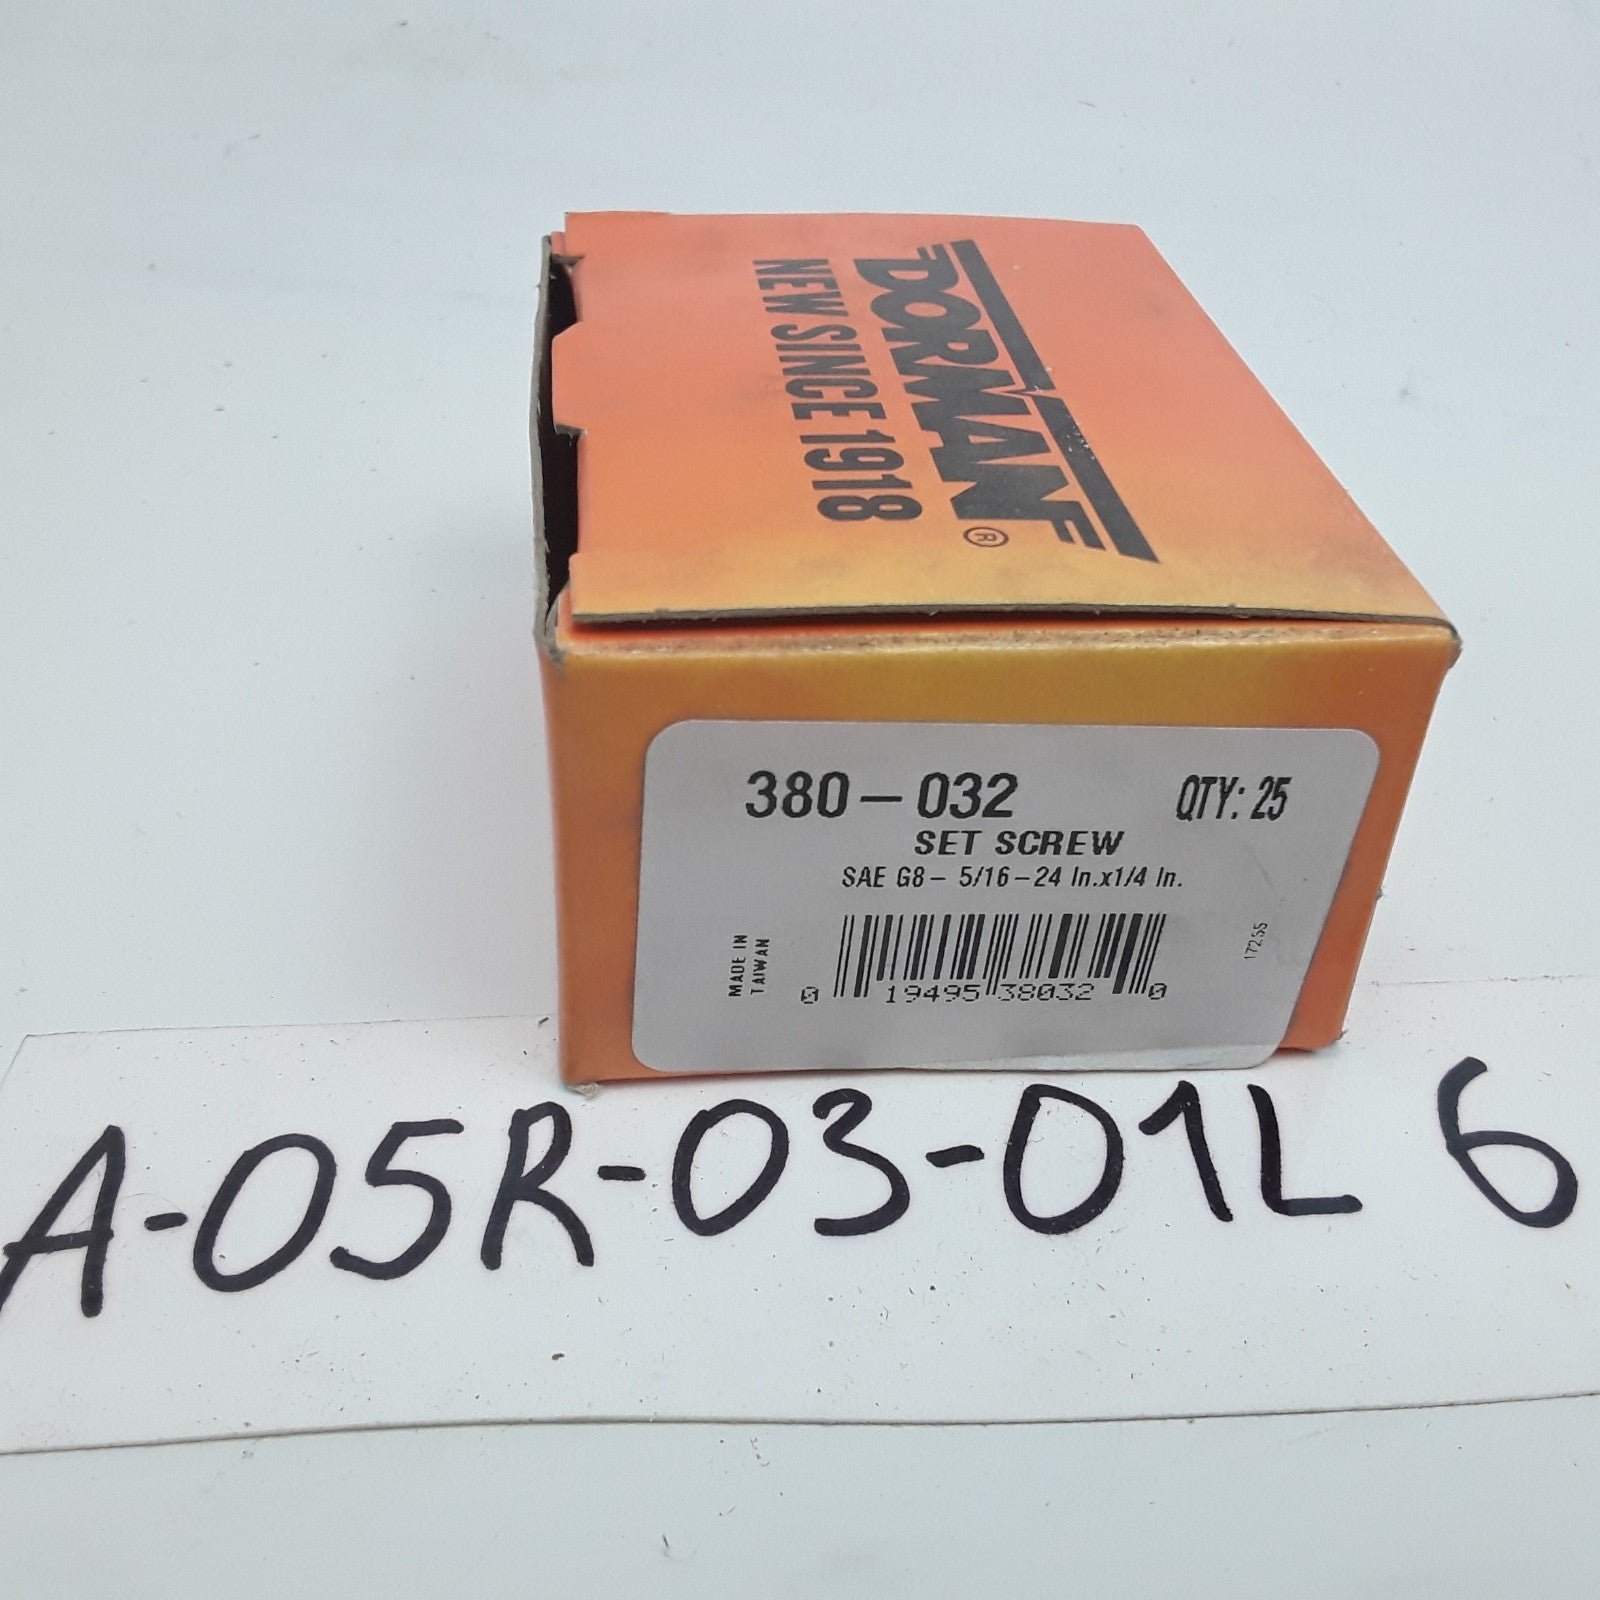 DORMAN®
NEW SINCE 1918
380-032 QTY: 25
SET SCREW
SAE G8- 5/16-24 In.x1/4 In.
MADE IN
TAIWAN
0 19495 38032 0
A-05R-03-01L 6